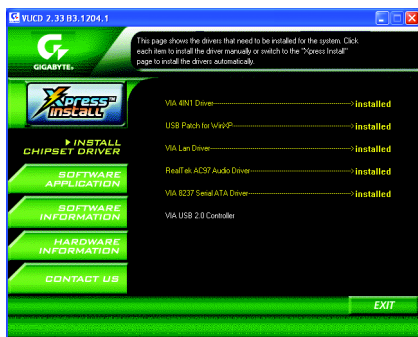 VUCD 2.33 B3.1204.1
This page shows the drivers that need to be installed for the system. Click
each item to install the driver manually or switch to the "Xpress Install"
page to install the drivers automatically.
GIGABYTE
Xpress
install
INSTALL
CHIPSET DRIVER
SOFTWARE
APPLICATION
SOFTWARE
INFORMATION
HARDWARE
INFORMATION
CONTACT US
VIA 4IN1 Driver installed
USB Patch for WinXP installed
VIA Lan Driver installed
RealTek AC97 Audio Driver installed
VIA 8237 Serial ATA Driver installed
VIA USB 2.0 Controller
EXIT